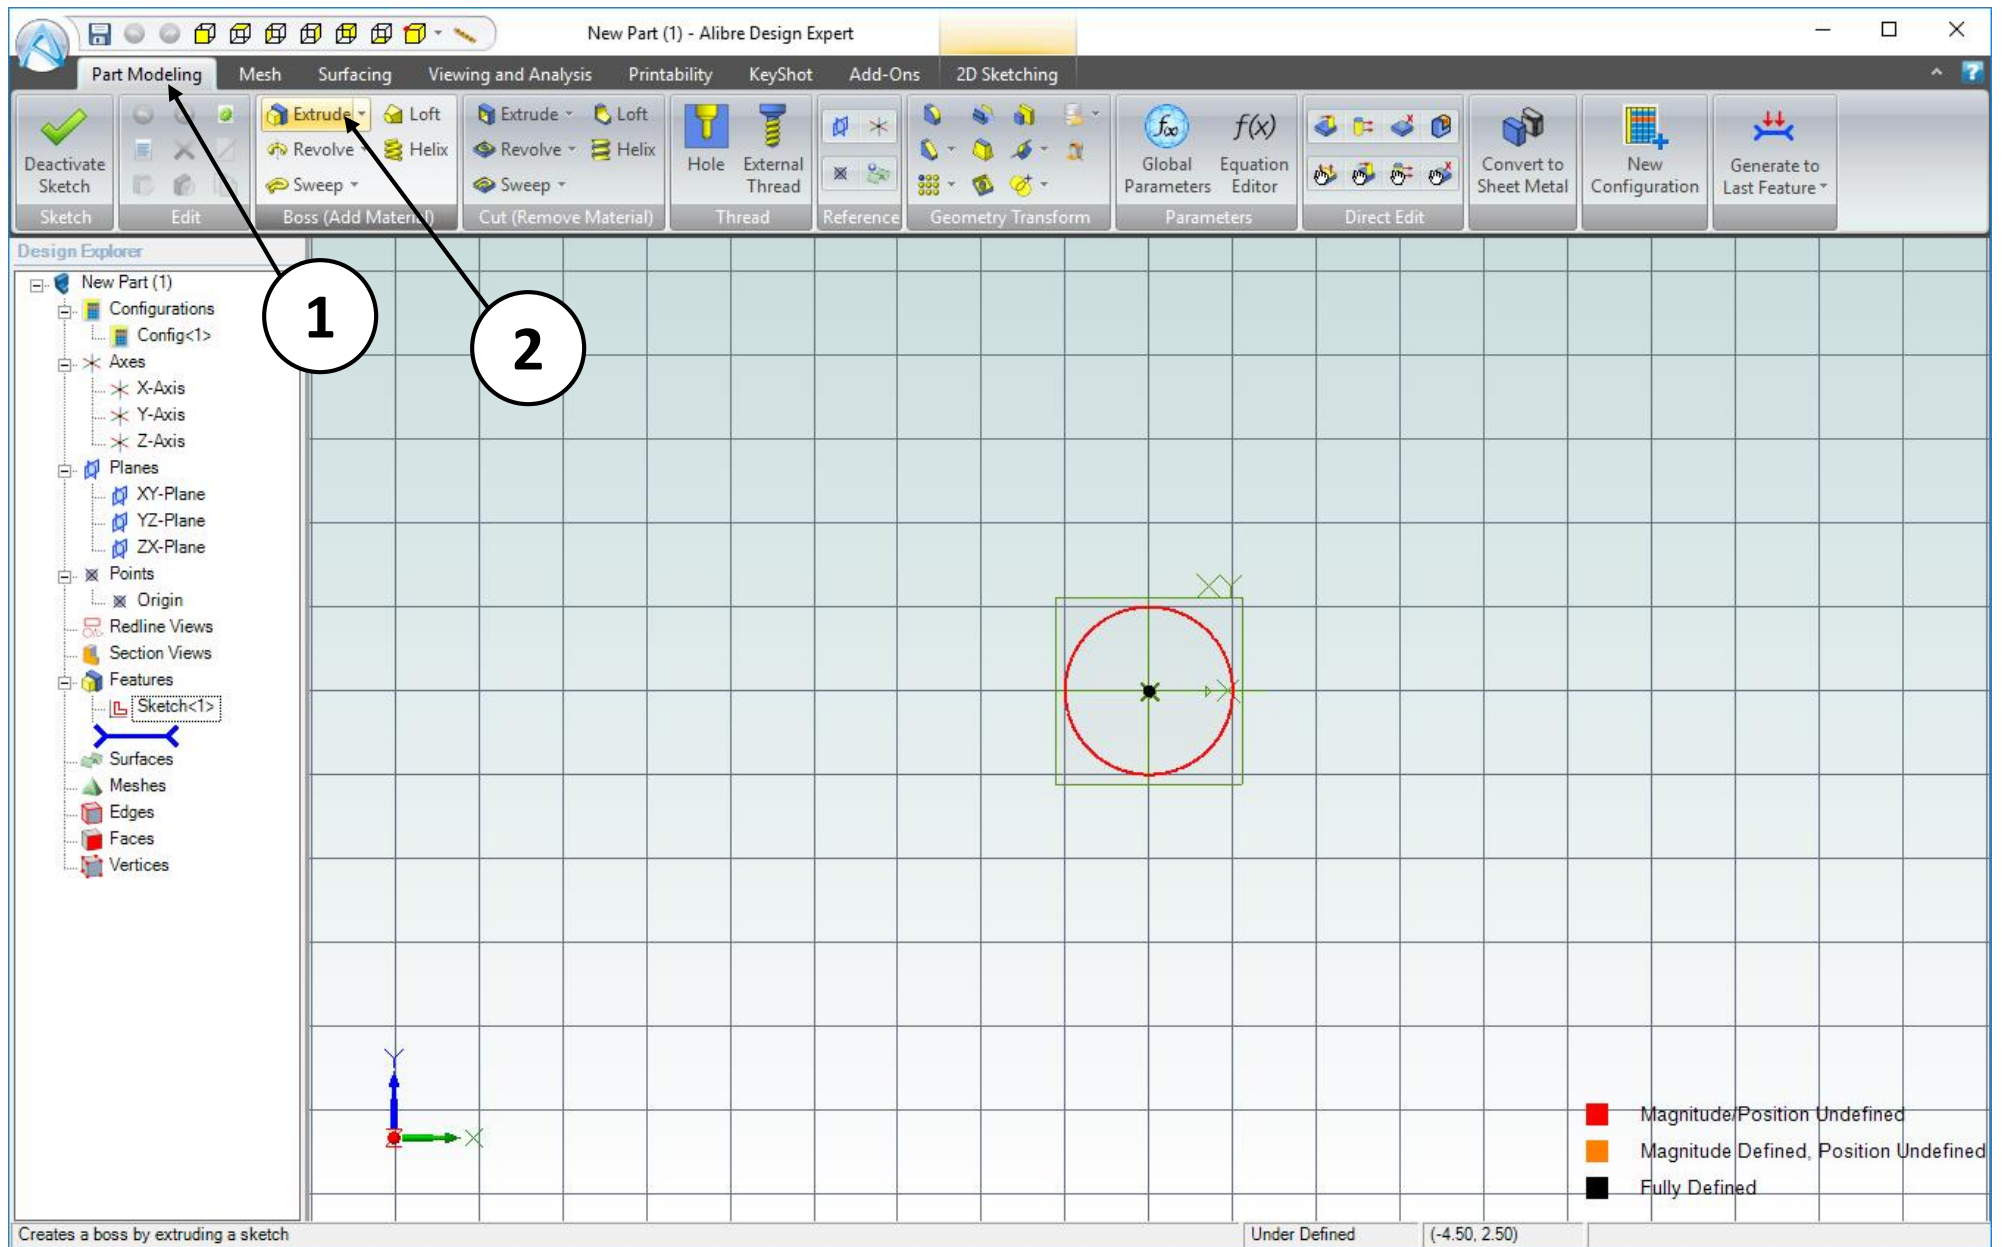 New Part (1) - Alibre Design Expert
Part Modeling Mesh Surfacing Viewing and Analysis Printability KeyShot Add-Ons 2D Sketching
Deactivate Sketch
Sketch
Edit
Extrude Loft
Revolve Helix
Sweep
Boss (Add Material)
Extrude Loft
Revolve Helix
Sweep
Cut (Remove Material)
Hole
External Thread
Thread
Reference
Geometry Transform
f∞
Global Parameters
f(x)
Equation Editor
Parameters
Direct Edit
Convert to Sheet Metal
New Configuration
Generate to Last Feature
Design Explorer
New Part (1)
Configurations
Config<1>
Axes
X-Axis
Y-Axis
Z-Axis
Planes
XY-Plane
YZ-Plane
ZX-Plane
Points
Origin
Redline Views
Section Views
Features
Sketch<1>
Surfaces
Meshes
Edges
Faces
Vertices
1
2
XY
X
Y
X
Z
Magnitude/Position Undefined
Magnitude Defined, Position Undefined
Fully Defined
Creates a boss by extruding a sketch
Under Defined
(-4.50, 2.50)